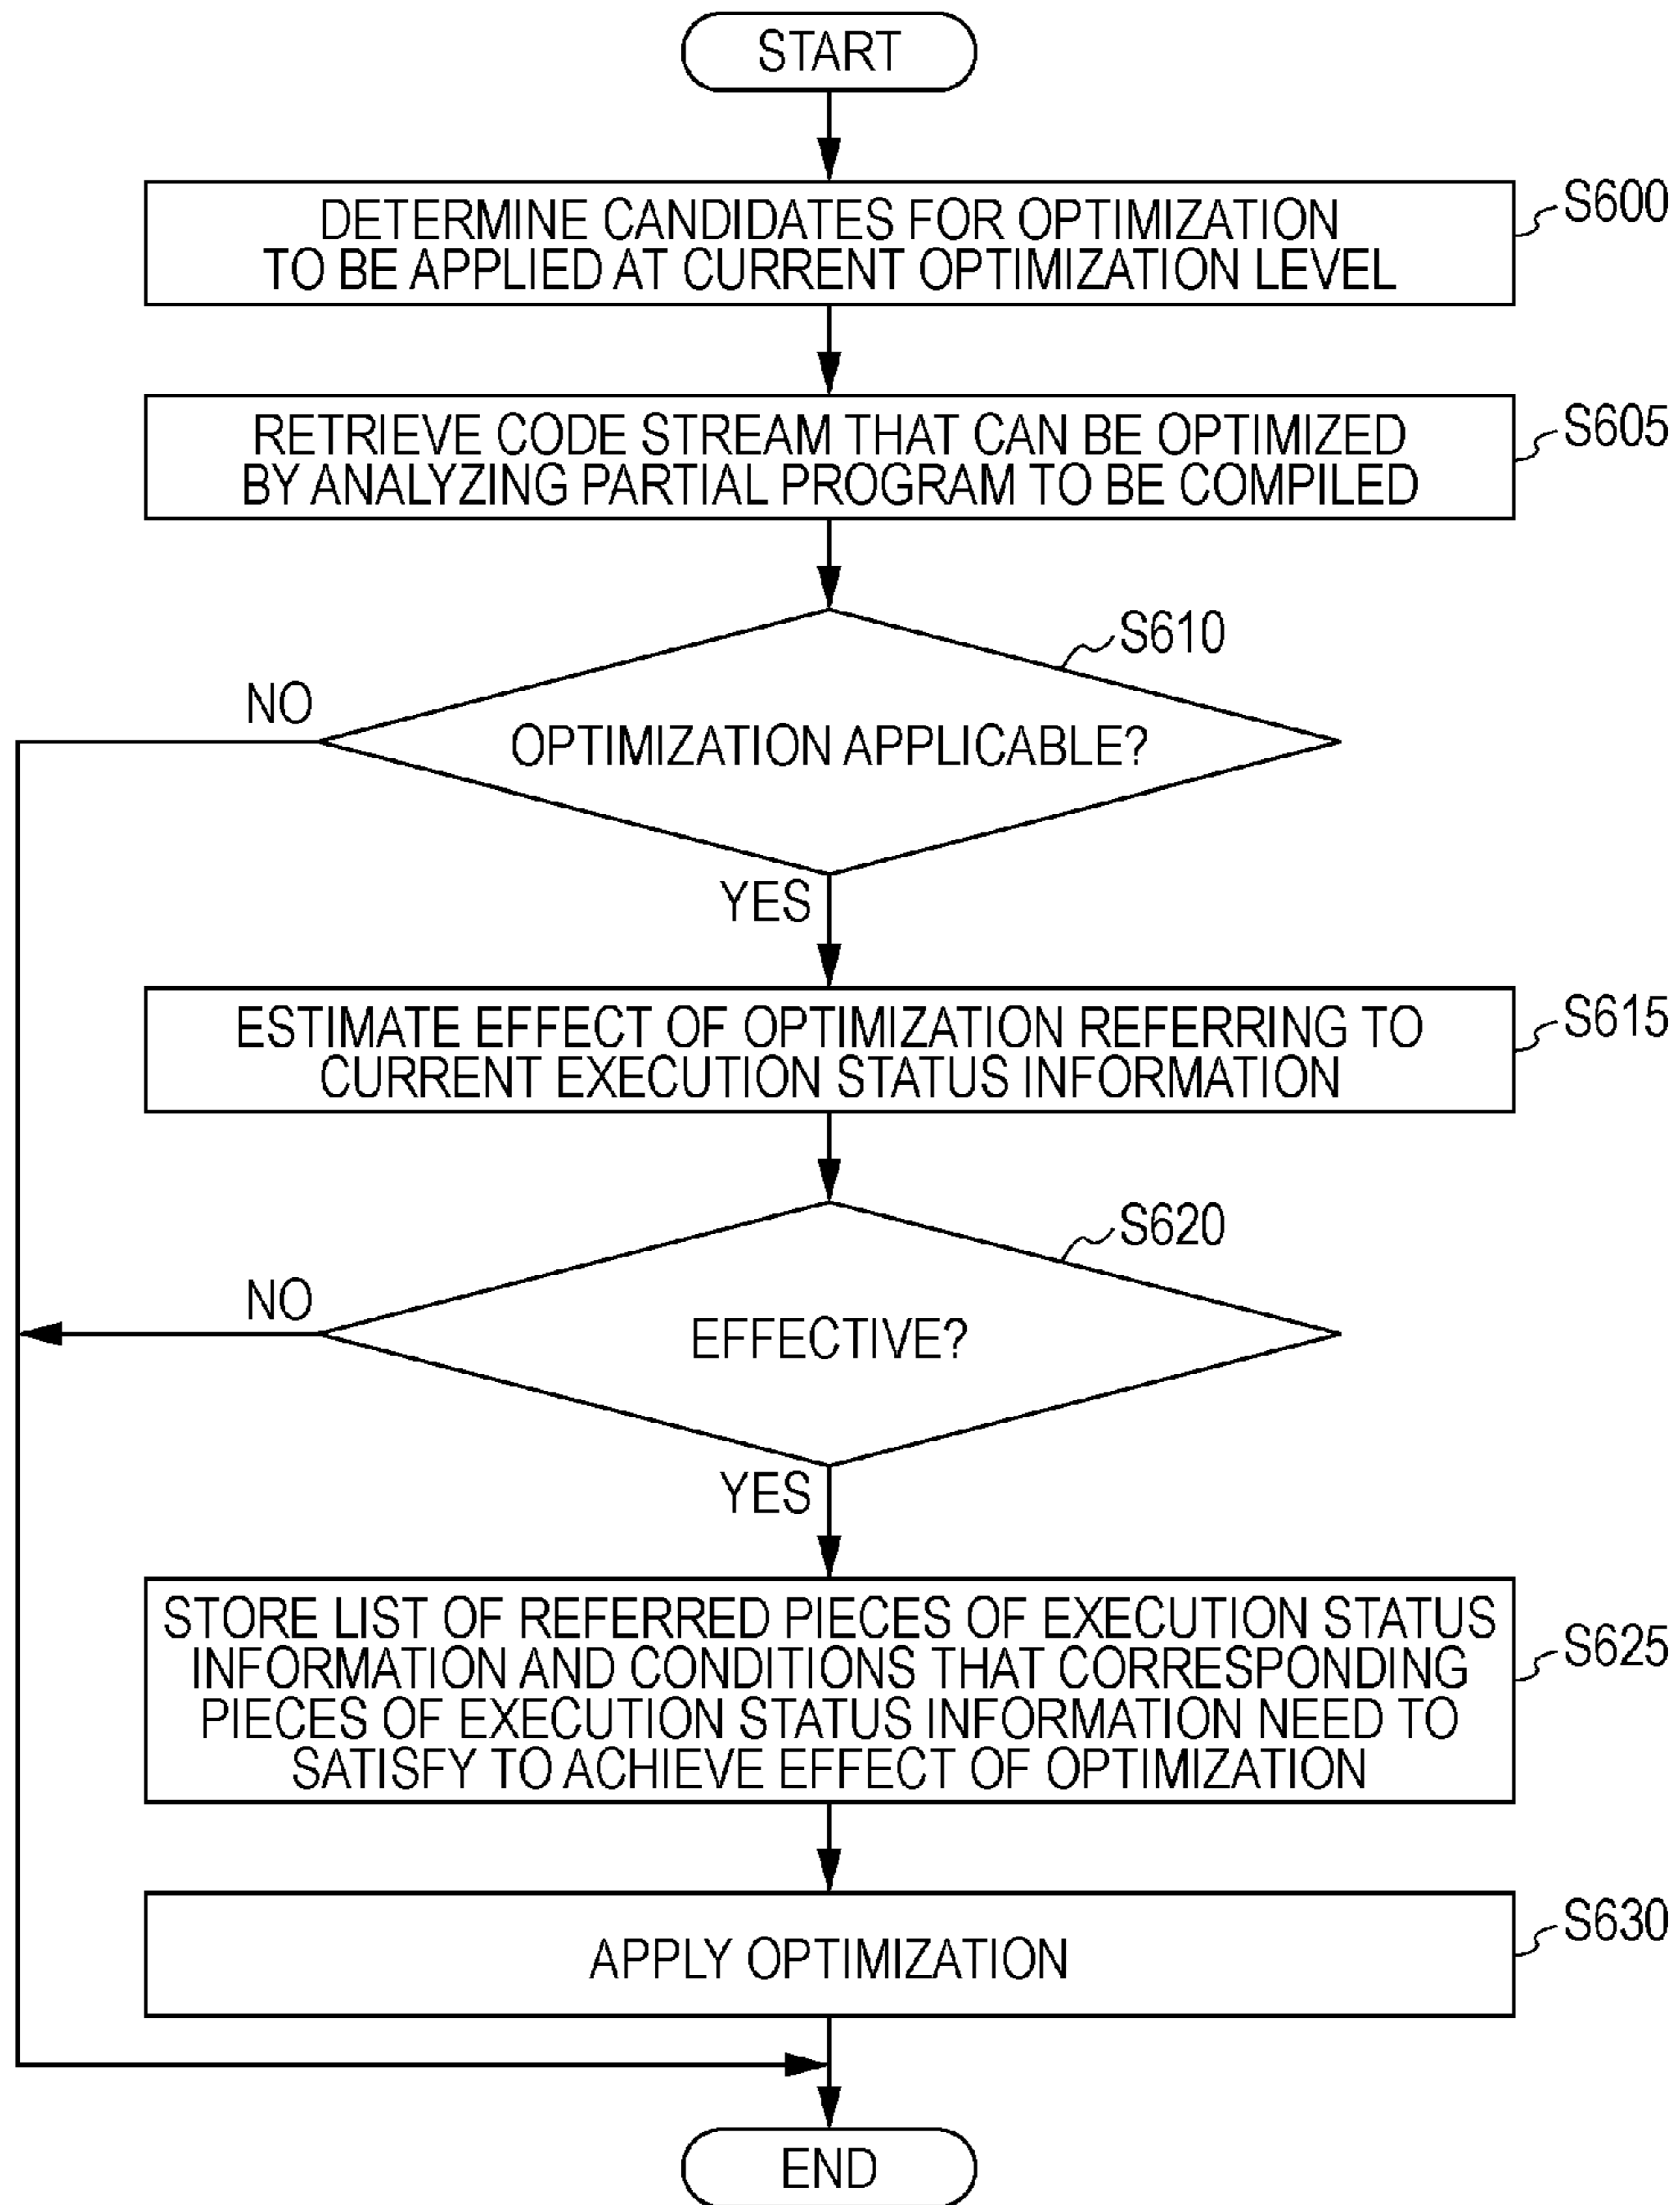 START
DETERMINE CANDIDATES FOR OPTIMIZATION
TO BE APPLIED AT CURRENT OPTIMIZATION LEVEL
S600
RETRIEVE CODE STREAM THAT CAN BE OPTIMIZED
BY ANALYZING PARTIAL PROGRAM TO BE COMPILED
S605
S610
NO
OPTIMIZATION APPLICABLE?
YES
ESTIMATE EFFECT OF OPTIMIZATION REFERRING TO
CURRENT EXECUTION STATUS INFORMATION
S615
S620
NO
EFFECTIVE?
YES
STORE LIST OF REFERRED PIECES OF EXECUTION STATUS
INFORMATION AND CONDITIONS THAT CORRESPONDING
PIECES OF EXECUTION STATUS INFORMATION NEED TO
SATISFY TO ACHIEVE EFFECT OF OPTIMIZATION
S625
APPLY OPTIMIZATION
S630
END